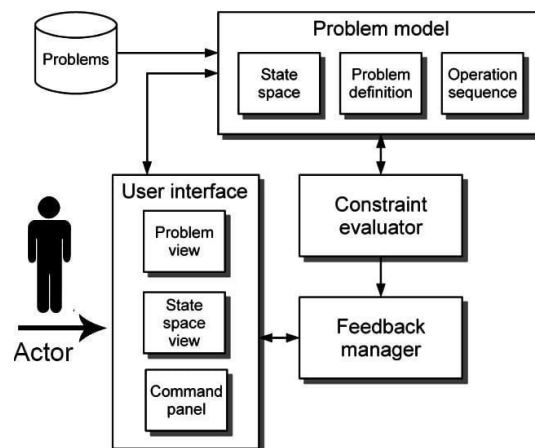 Problem model
Problems
State
space
Problem
definition
Operation
sequence
User interface
Problem
view
State
space
view
Command
panel
Constraint
evaluator
Feedback
manager
Actor